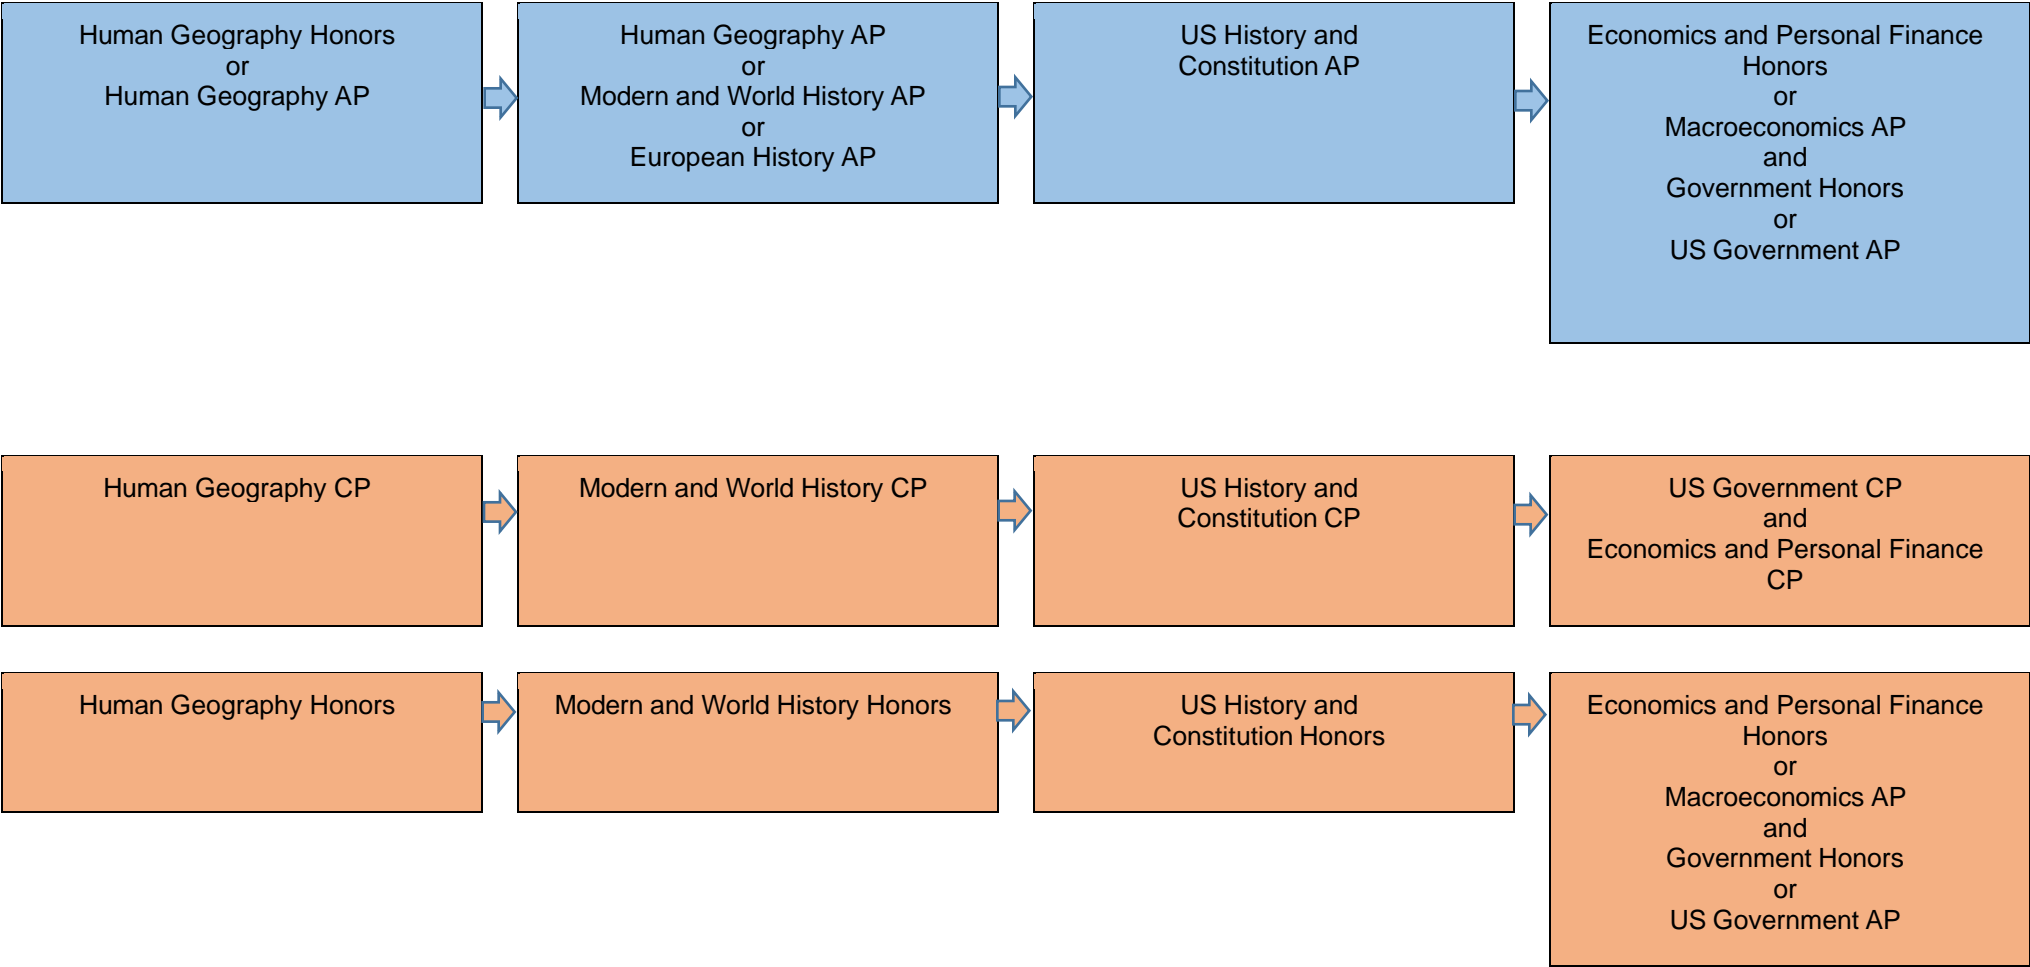 Human Geography Honors
or
Human Geography AP
Human Geography AP
or
Modern and World History AP
or
European History AP
US History and
Constitution AP
Economics and Personal Finance
Honors
or
Macroeconomics AP
and
Government Honors
or
US Government AP
Human Geography CP
Modern and World History CP
US History and
Constitution CP
US Government CP
and
Economics and Personal Finance
CP
Human Geography Honors
Modern and World History Honors
US History and
Constitution Honors
Economics and Personal Finance
Honors
or
Macroeconomics AP
and
Government Honors
or
US Government AP